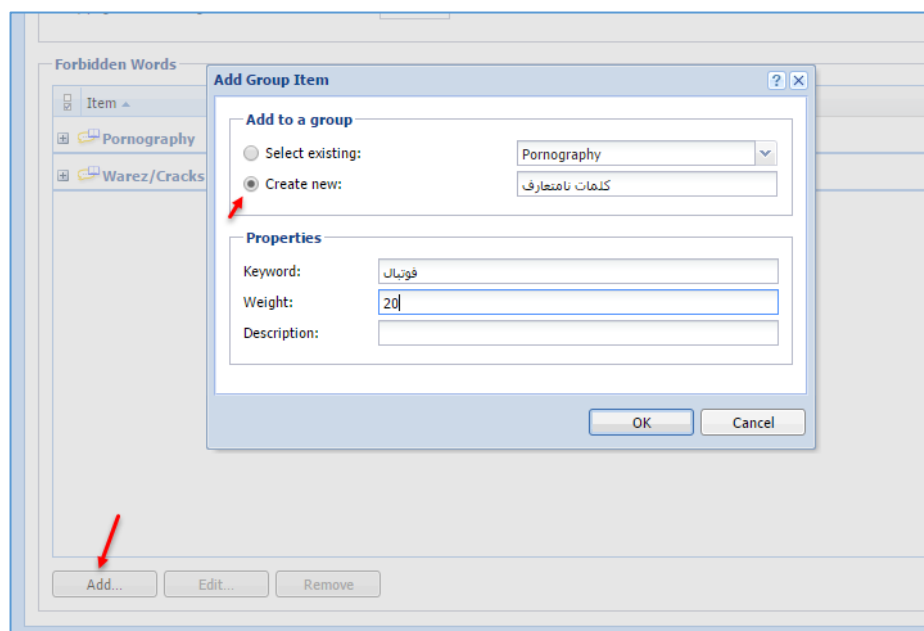 Forbidden Words
Item
Pornography
Warez/Cracks
Add Group Item
Add to a group
Select existing: Pornography
Create new: کلمات نامتعارف
Properties
Keyword: فوتبال
Weight: 20
Description:
OK Cancel
Add... Edit... Remove